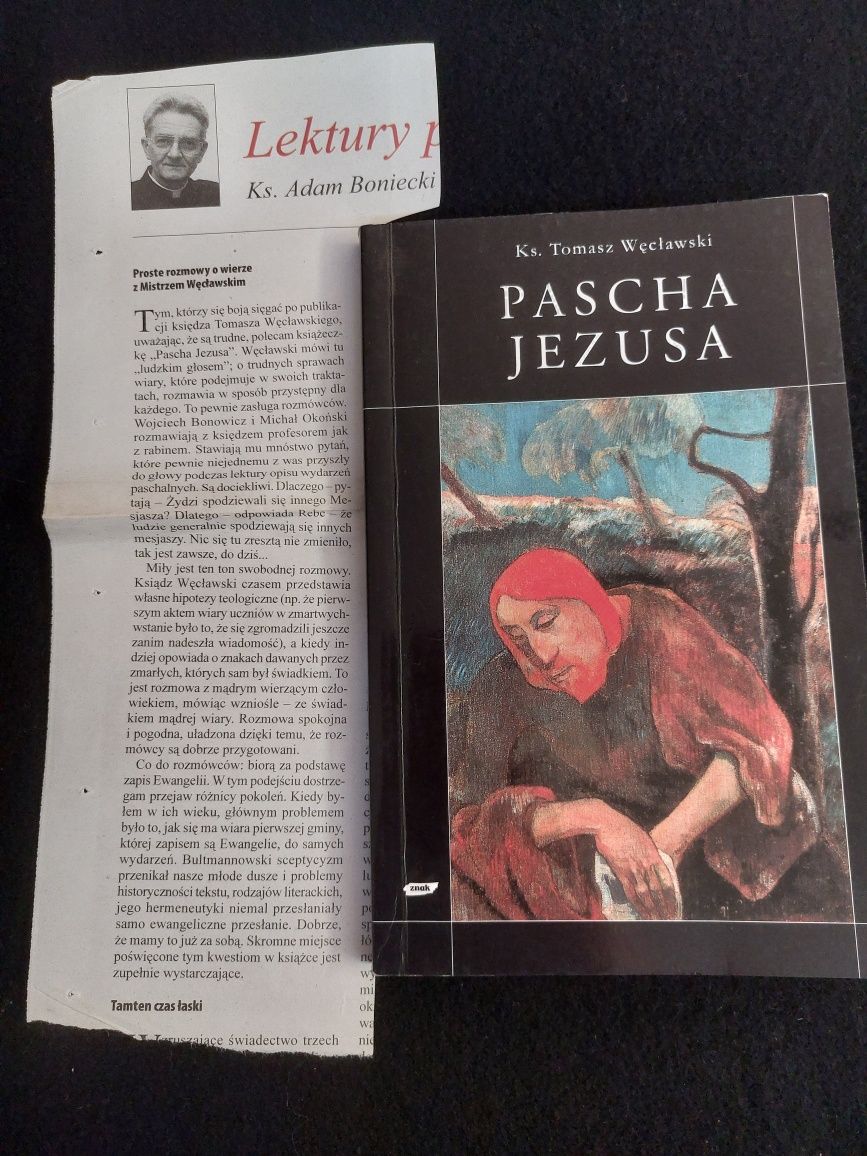 Lektury p
Ks. Adam Boniecki
Proste rozmowy o wierze
z Mistrzem Węcławskim
Tym, którzy się boją sięgać po publika-
cji księdza Tomasza Węcławskiego,
uważając, że są trudne, polecam książecz-
kę „Pascha Jezusa”. Węcławski mówi tu
„ludzkim głosem”; o trudnych sprawach
wiary, które podejmuje w swoich trakta-
tach, rozmawia w sposób przystępny dla
każdego. To pewnie zasługa rozmówców.
Wojciech Bonowicz i Michał Okoński
rozmawiają z księdzem profesorem jak
z rabinem. Stawiają mu mnóstwo pytań,
które pewnie niejednemu z was przyszły
do głowy podczas lektury opisu wydarzeń
paschalnych. Są dociekliwi. Dlaczego – py-
tają – Żydzi spodziewali się innego Me-
sjasza? Dlatego – odpowiada Rebe – że
ludzie generalnie spodziewają się innych
mesjaszy. Nic się tu zresztą nie zmieniło,
tak jest zawsze, do dziś...
Miły jest ten ton swobodnej rozmowy.
Ksiądz Węcławski czasem przedstawia
własne hipotezy teologiczne (np. że pierw-
szym aktem wiary uczniów w zmartwych-
wstanie było to, że się zgromadzili jeszcze
zanim nadeszła wiadomość), a kiedy in-
dziej opowiada o znakach dawanych przez
zmarłych, których sam był świadkiem. To
jest rozmowa z mądrym wierzącym czło-
wiekiem, mówiąc wzniośle – ze świad-
kiem mądrej wiary. Rozmowa spokojna
i pogodna, uładzona dzięki temu, że roz-
mówcy są dobrze przygotowani.
Co do rozmówców: biorą za podstawę
zapis Ewangelii. W tym podejściu dostrze-
gam przejaw różnicy pokoleń. Kiedy by-
łem w ich wieku, głównym problemem
było to, jak się ma wiara pierwszej gminy,
której zapisem są Ewangelie, do samych
wydarzeń. Bultmannowski sceptycyzm
przenikał nasze młode dusze i problemy
historyczności tekstu, rodzajów literackich,
jego hermeneutyki niemal przesłaniały
samo ewangeliczne przesłanie. Dobrze,
że mamy to już za sobą. Skromne miejsce
poświęcone tym kwestiom w książce jest
zupełnie wystarczające.
Tamten czas łaski
Wzruszające świadectwo trzech
Ks. Tomasz Węcławski
PASCHA
JEZUSA
znak